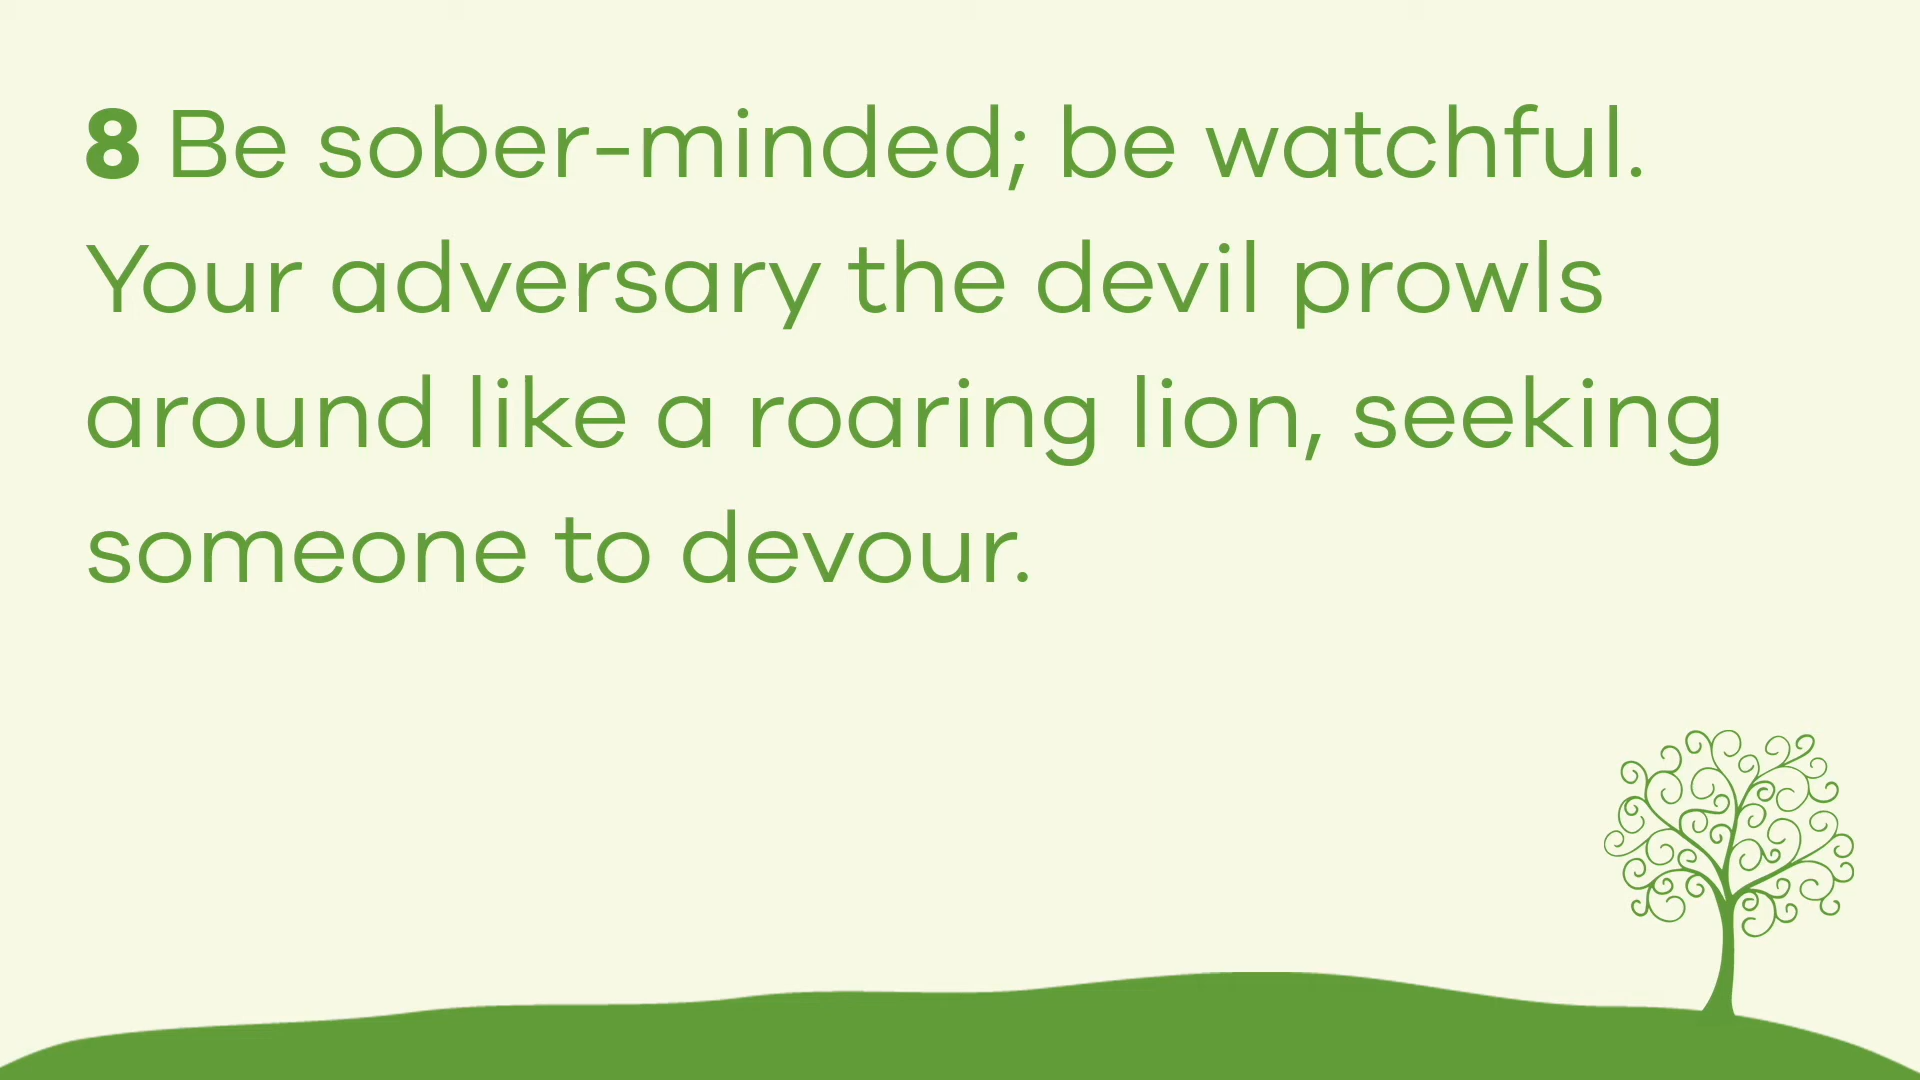 8 Be sober-minded; be watchful.
Your adversary the devil prowls
around like a roaring lion, seeking
someone to devour.